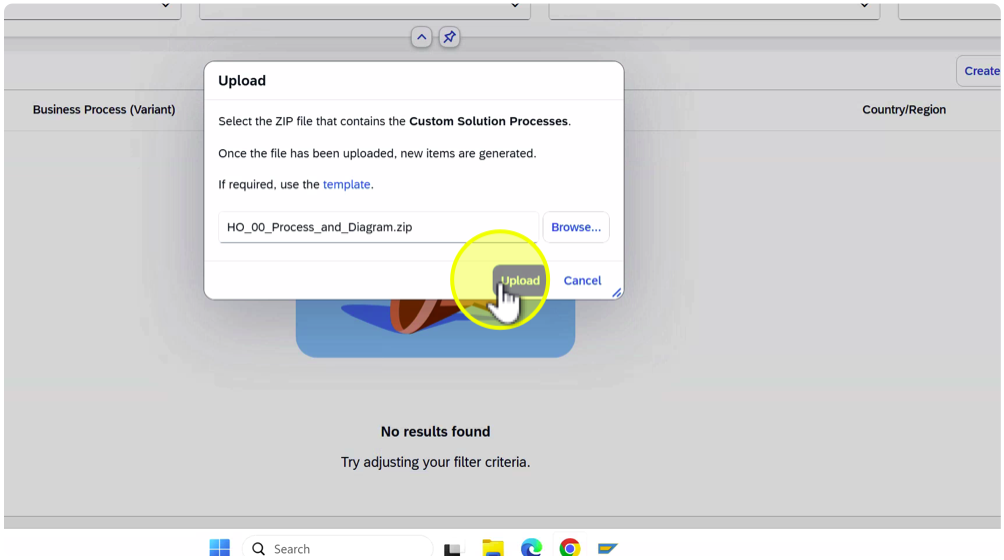 Create
Upload
Business Process (Variant)
Country/Region
Select the ZIP file that contains the Custom Solution Processes.
Once the file has been uploaded, new items are generated.
If required, use the template.
HO_00_Process_and_Diagram.zip
Browse...
Upload
Cancel
No results found
Try adjusting your filter criteria.
Search